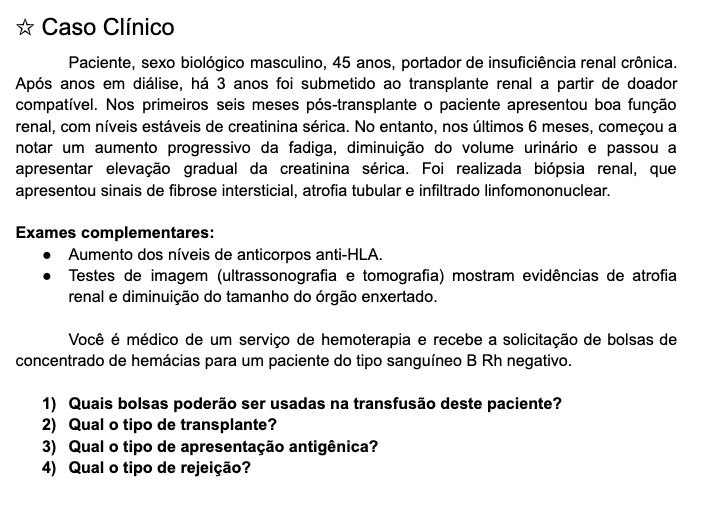 ☆ Caso Clínico
Paciente, sexo biológico masculino, 45 anos, portador de insuficiência renal crônica.
Após anos em diálise, há 3 anos foi submetido ao transplante renal a partir de doador
compatível. Nos primeiros seis meses pós-transplante o paciente apresentou boa função
renal, com níveis estáveis de creatinina sérica. No entanto, nos últimos 6 meses, começou a
notar um aumento progressivo da fadiga, diminuição do volume urinário e passou a
apresentar elevação gradual da creatinina sérica. Foi realizada biópsia renal, que
apresentou sinais de fibrose intersticial, atrofia tubular e infiltrado linfomononuclear.
Exames complementares:
● Aumento dos níveis de anticorpos anti-HLA.
● Testes de imagem (ultrassonografia e tomografia) mostram evidências de atrofia
renal e diminuição do tamanho do órgão enxertado.
Você é médico de um serviço de hemoterapia e recebe a solicitação de bolsas de
concentrado de hemácias para um paciente do tipo sanguíneo B Rh negativo.
1) Quais bolsas poderão ser usadas na transfusão deste paciente?
2) Qual o tipo de transplante?
3) Qual o tipo de apresentação antigênica?
4) Qual o tipo de rejeição?